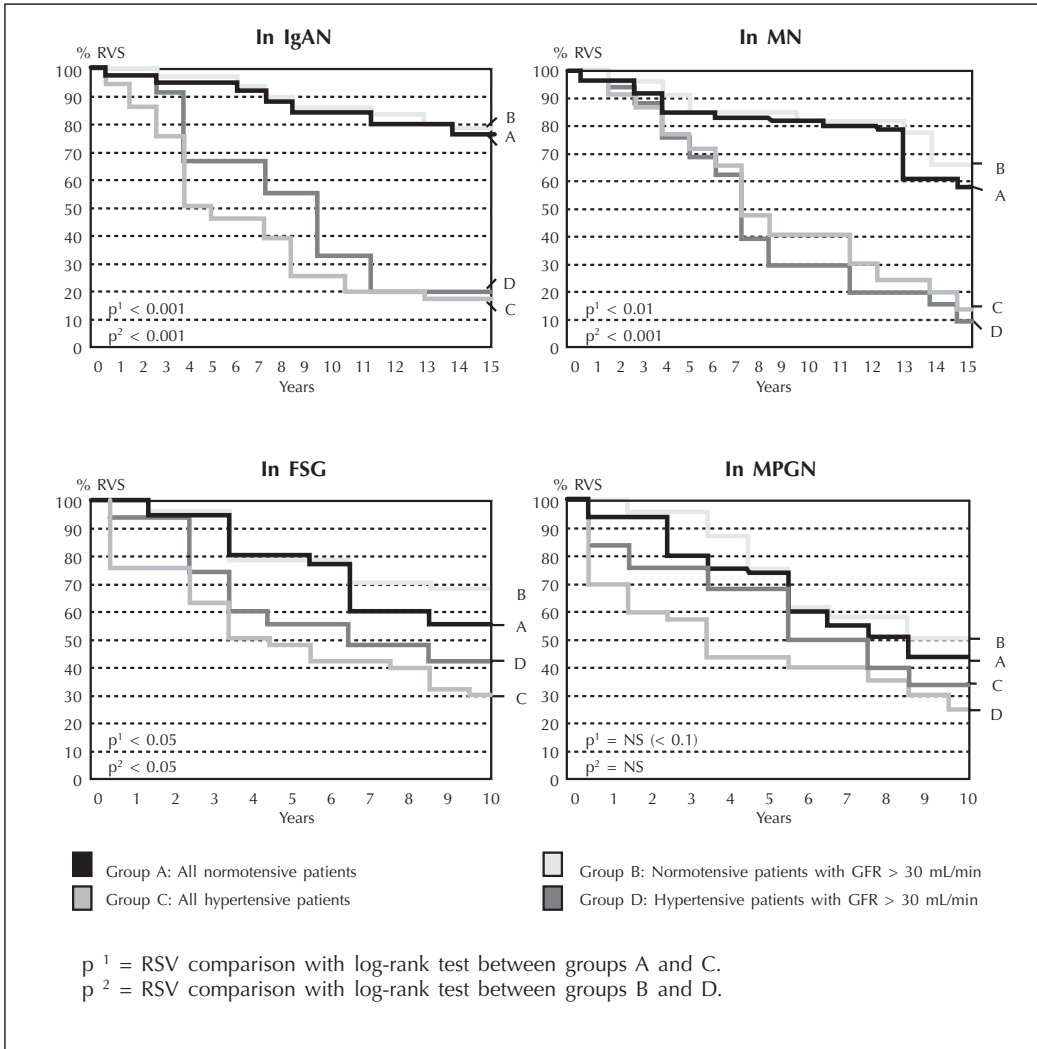 In IgAN
% RVS
100
90
80
70
60
50
40
30
20
10
0
B
A
D
C
p¹ < 0.001
p² < 0.001
0 1 2 3 4 5 6 7 8 9 10 11 12 13 14 15
Years
In MN
% RVS
100
90
80
70
60
50
40
30
20
10
0
B
A
C
D
p¹ < 0.01
p² < 0.001
0 1 2 3 4 5 6 7 8 9 10 11 12 13 15
Years
In FSG
% RVS
100
90
80
70
60
50
40
30
20
10
0
B
A
D
C
p¹ < 0.05
p² < 0.05
0 1 2 3 4 5 6 7 8 9 10
Years
In MPGN
% RVS
100
90
80
70
60
50
40
30
20
10
0
B
A
C
D
p¹ = NS (< 0.1)
p² = NS
0 1 2 3 4 5 6 7 8 9 10
Years
Group A: All normotensive patients
Group B: Normotensive patients with GFR > 30 mL/min
Group C: All hypertensive patients
Group D: Hypertensive patients with GFR > 30 mL/min
p ¹ = RSV comparison with log-rank test between groups A and C.
p ² = RSV comparison with log-rank test between groups B and D.